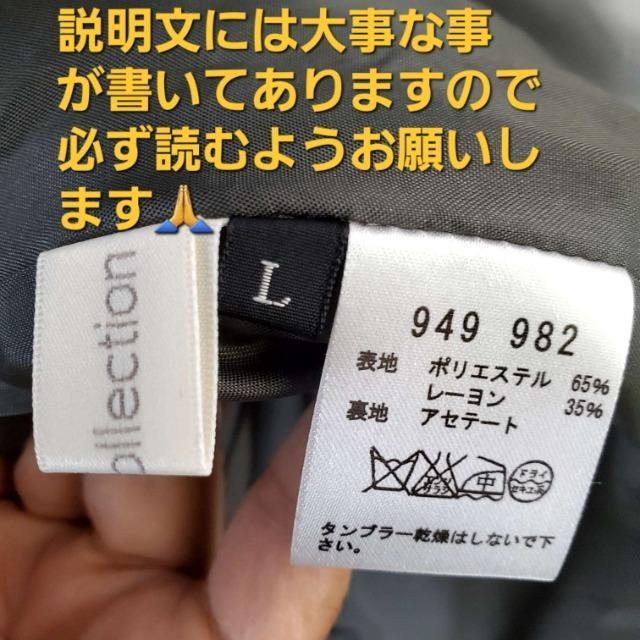 説明文には大事な事
が書いてありますので
必ず読むようお願いし
ます🙏
ollection
L
949 982
表地 ポリエステル 65%
レーヨン 35%
裏地 アセテート
中
ドライ
タンブラー乾燥はしないで下
さい。